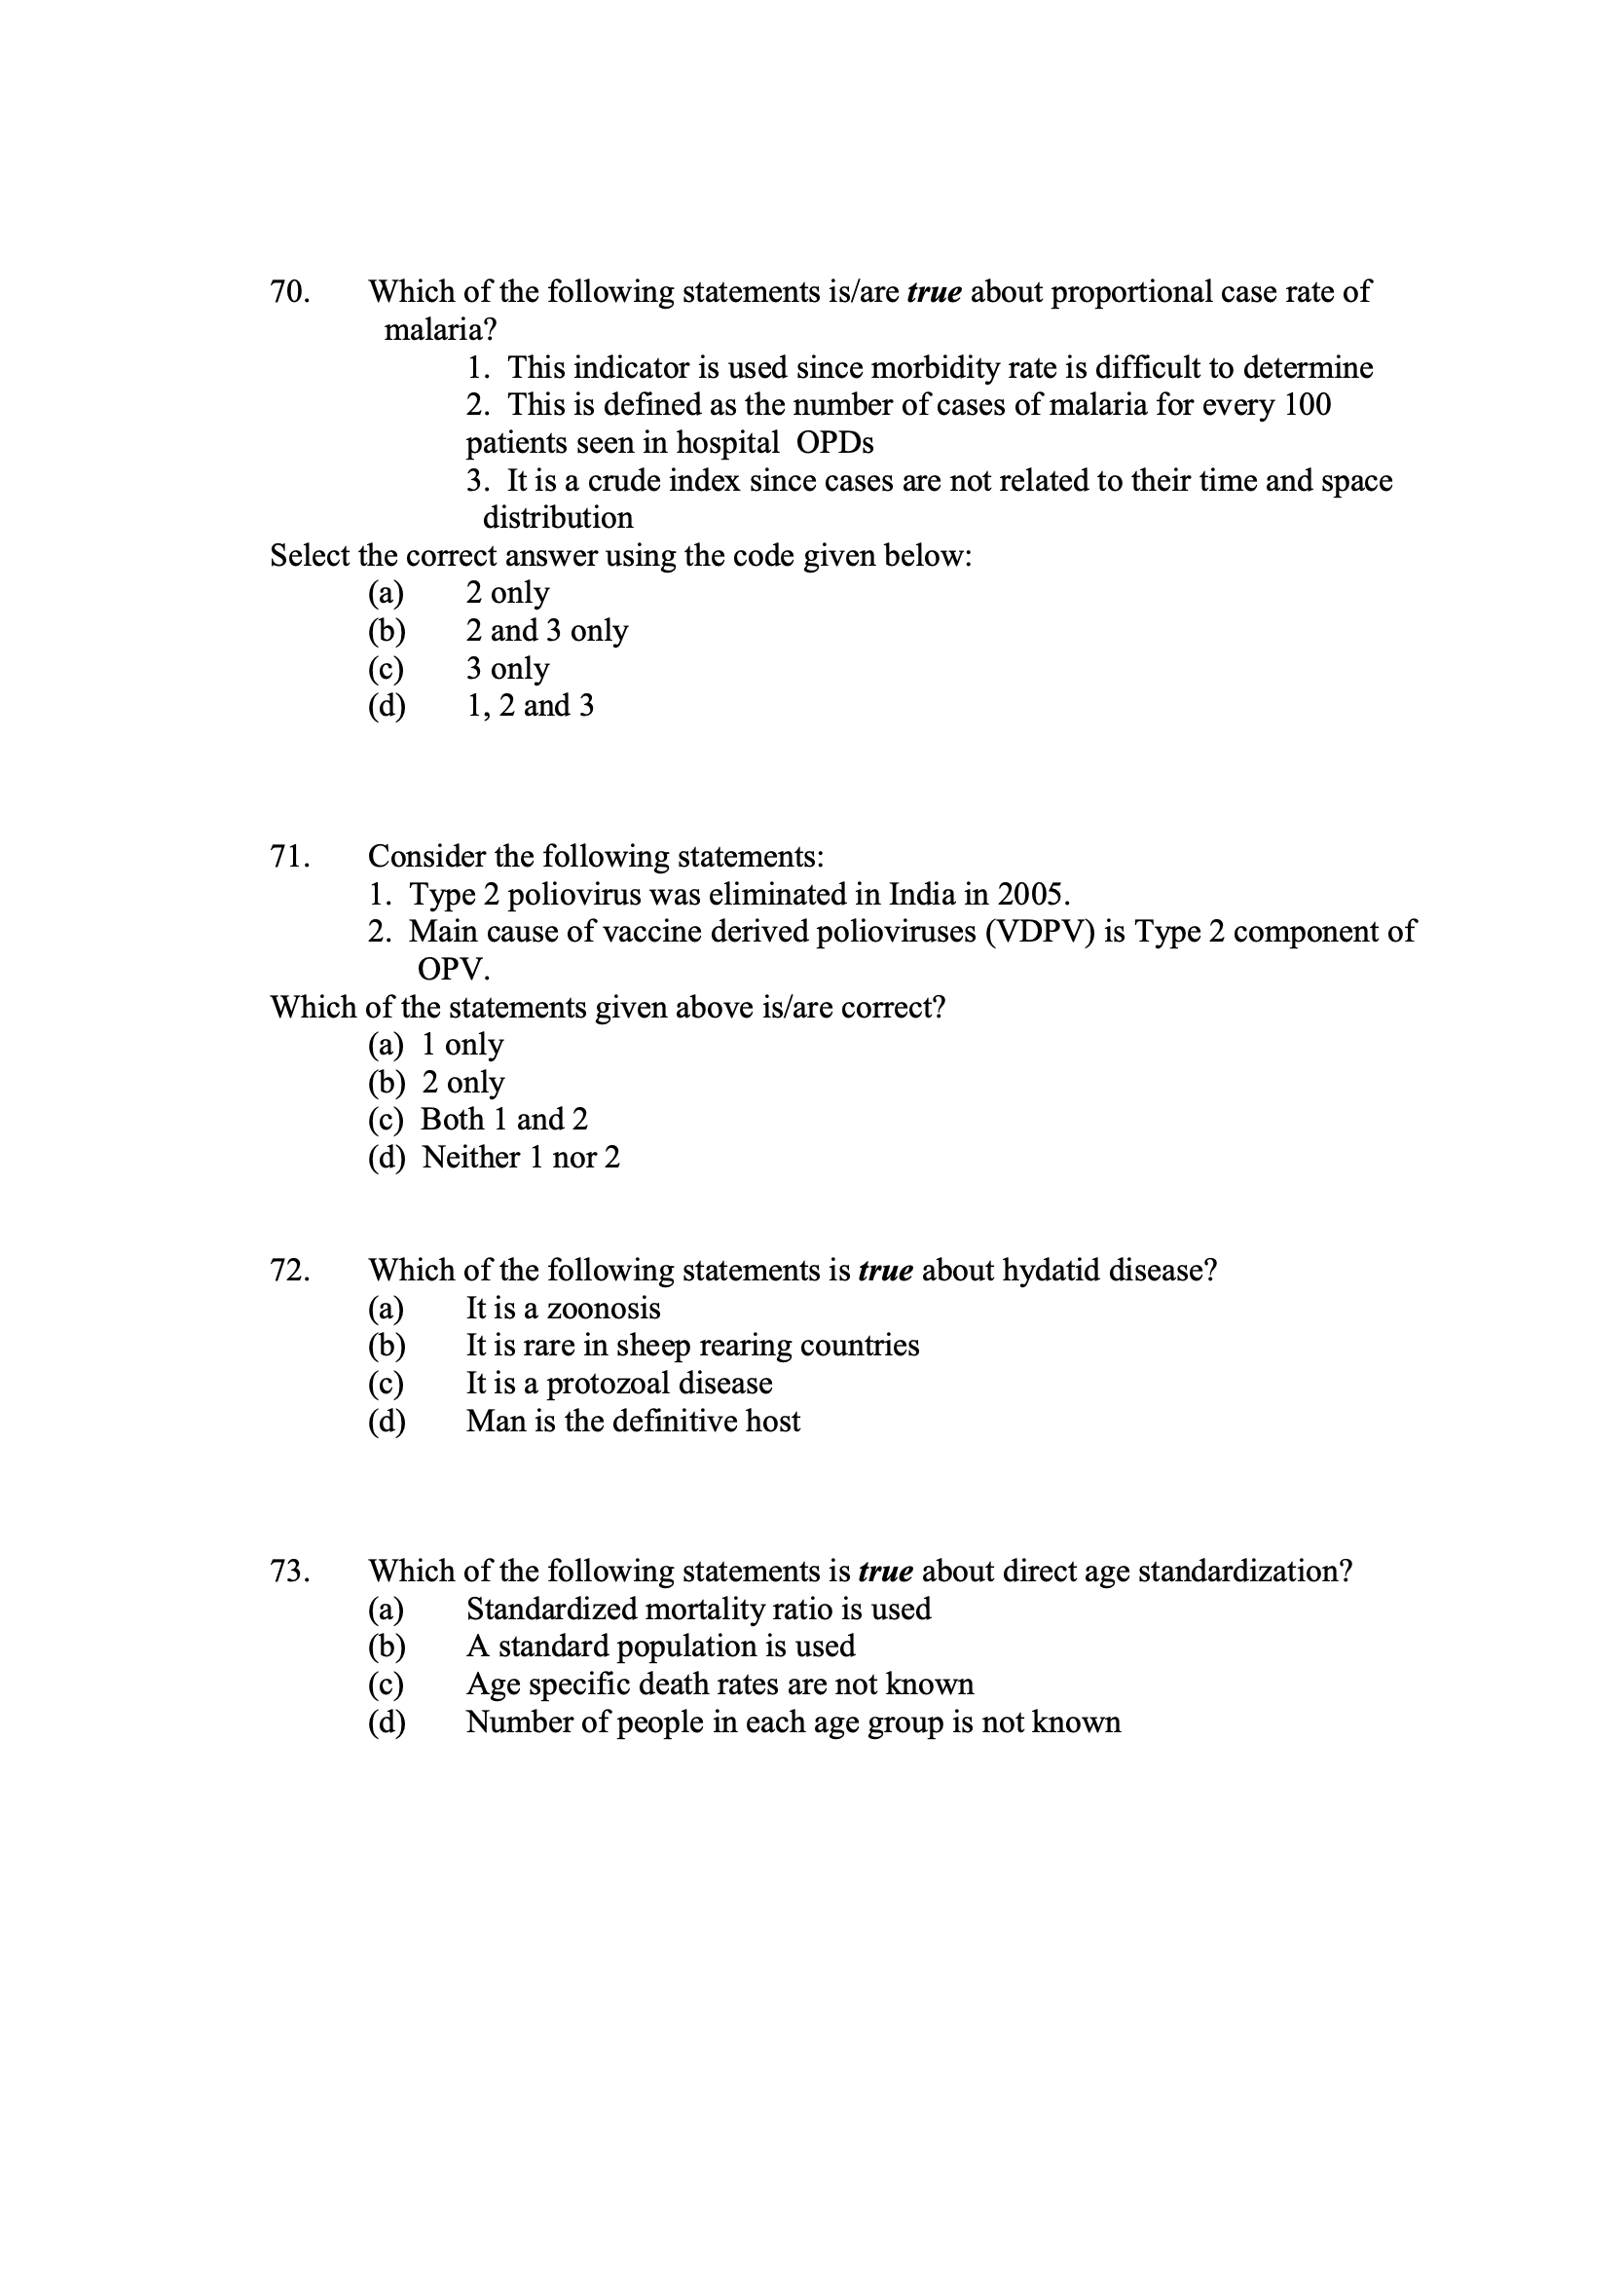 70. Which of the following statements is/are true about proportional case rate of
malaria?
1. This indicator is used since morbidity rate is difficult to determine
2. This is defined as the number of cases of malaria for every 100
patients seen in hospital OPDs
3. It is a crude index since cases are not related to their time and space
distribution
Select the correct answer using the code given below:
(a) 2 only
(b) 2 and 3 only
(c) 3 only
(d) 1, 2 and 3
71. Consider the following statements:
1. Type 2 poliovirus was eliminated in India in 2005.
2. Main cause of vaccine derived polioviruses (VDPV) is Type 2 component of
OPV.
Which of the statements given above is/are correct?
(a) 1 only
(b) 2 only
(c) Both 1 and 2
(d) Neither 1 nor 2
72. Which of the following statements is true about hydatid disease?
(a) It is a zoonosis
(b) It is rare in sheep rearing countries
(c) It is a protozoal disease
(d) Man is the definitive host
73. Which of the following statements is true about direct age standardization?
(a) Standardized mortality ratio is used
(b) A standard population is used
(c) Age specific death rates are not known
(d) Number of people in each age group is not known